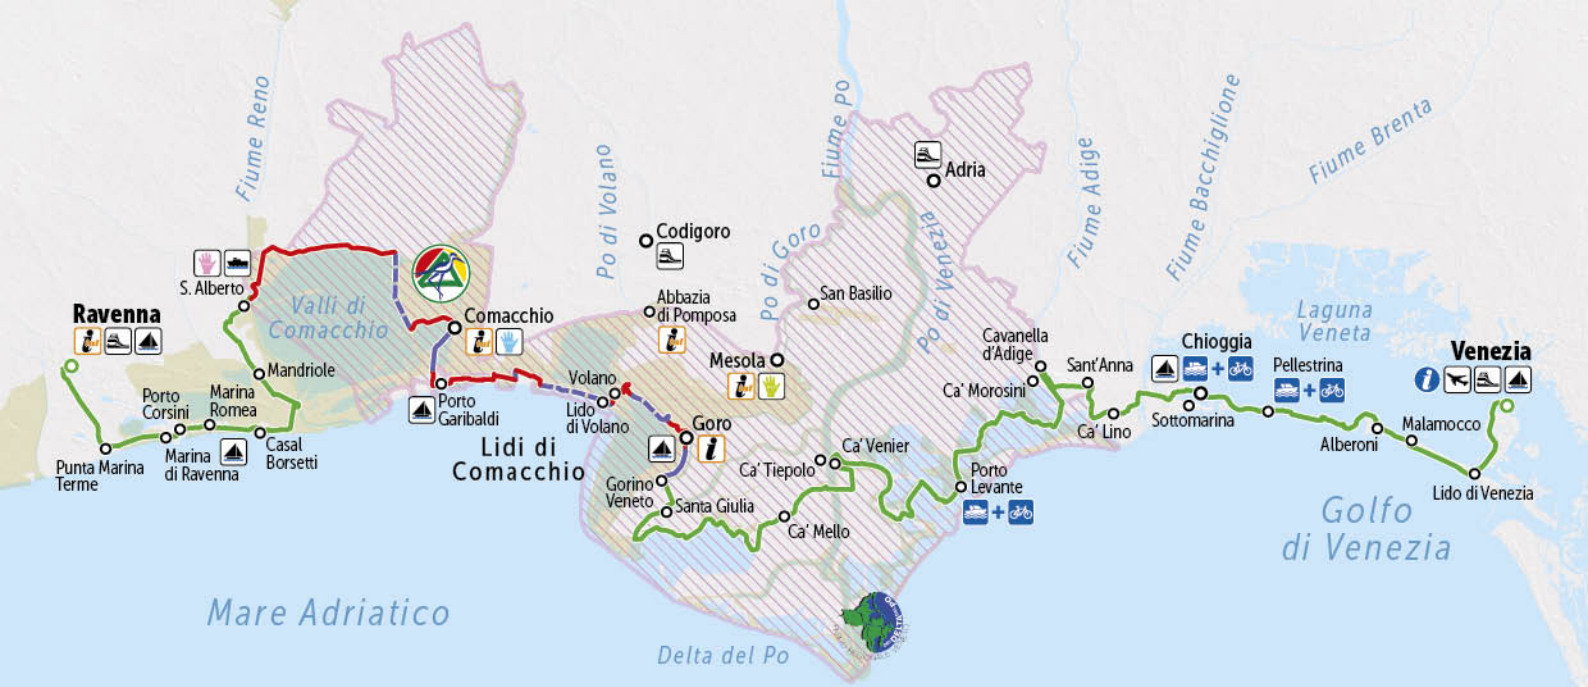 Fiume Reno
Po di Volano
Fiume Po
Po di Goro
Po di Venezia
Fiume Adige
Fiume Bacchiglione
Fiume Brenta
Adria
Codigoro
S. Alberto
Valli di
Comacchio
Ravenna
Comacchio
Abbazia
di Pomposa
San Basilio
Laguna
Veneta
Mesola
Cavanella
d'Adige
Sant'Anna
Chioggia
Pellestrina
Venezia
i
Mandriole
Porto
Corsini
Marina
Romea
Volano
Lido
di Volano
Porto
Garibaldi
Ca' Morosini
Ca' Lino
Sottomarina
Alberoni
Malamocco
Lido di Venezia
Punta Marina
Terme
Marina
di Ravenna
Casal
Borsetti
Lidi di
Comacchio
Goro
i
Gorino
Veneto
Santa Giulia
Ca' Tiepolo
Ca' Venier
Ca' Mello
Porto
Levante
Golfo
di Venezia
Mare Adriatico
Delta del Po